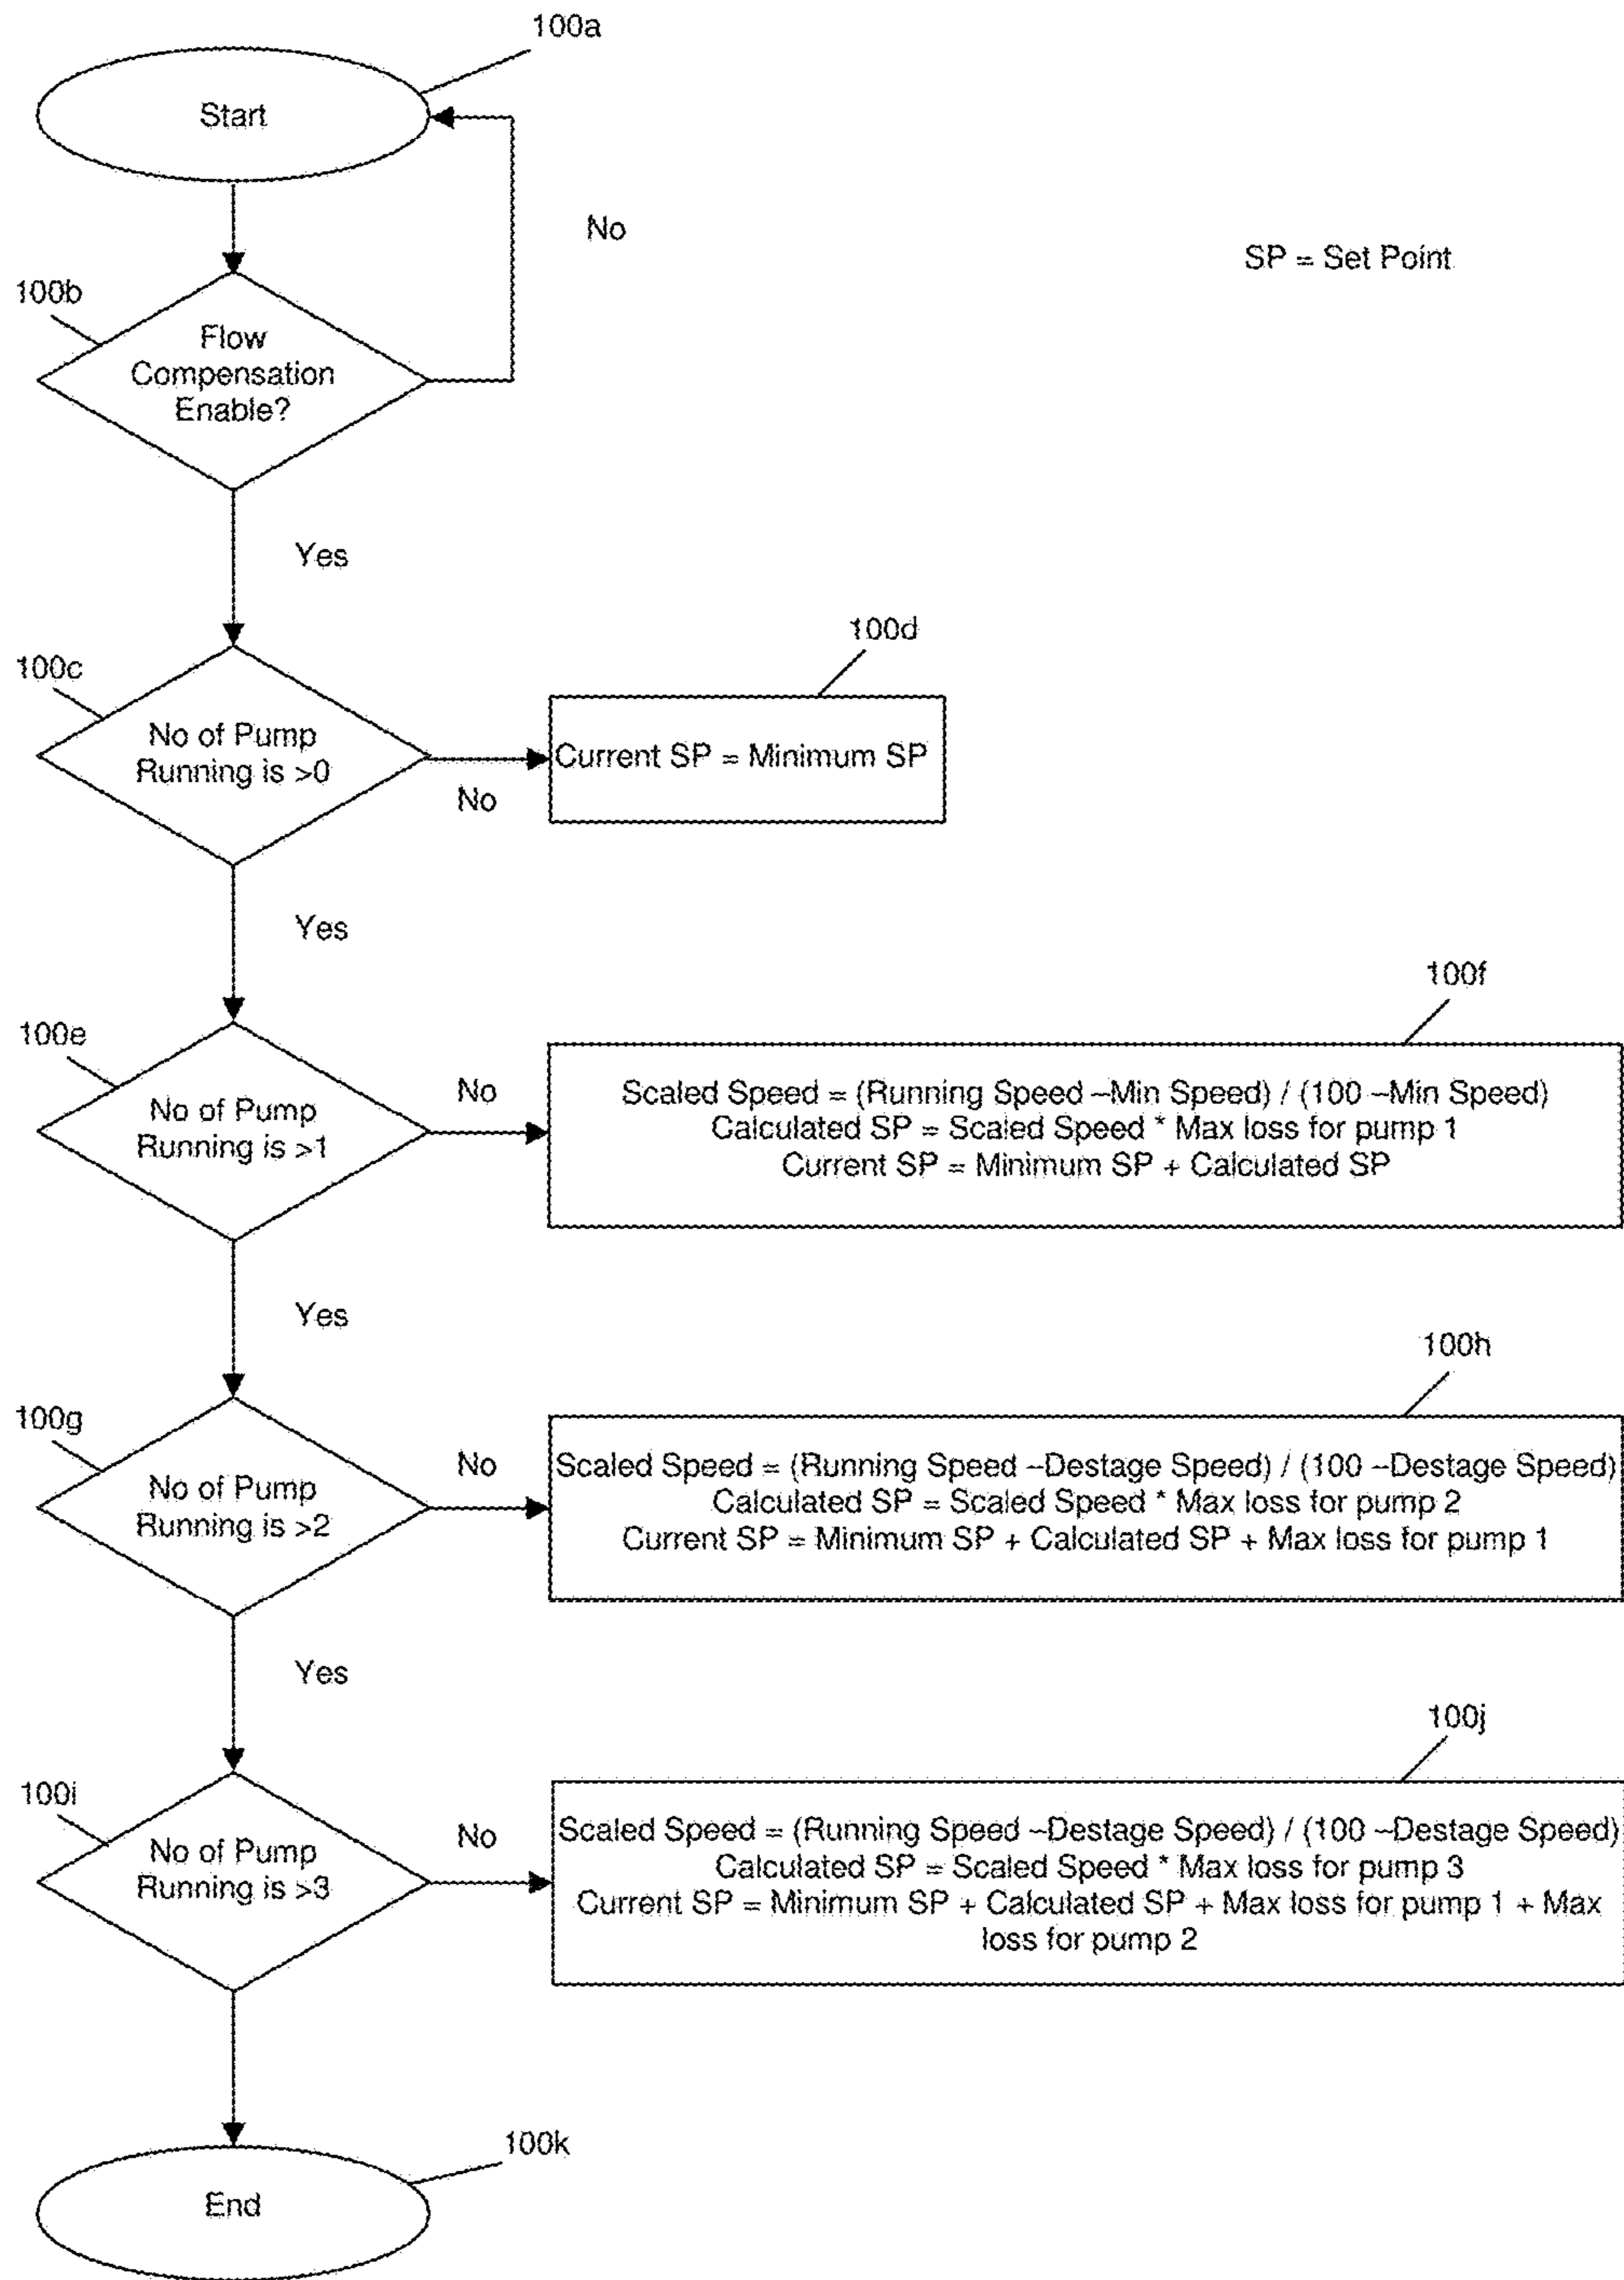 100a
Start
No
SP = Set Point
100b
Flow
Compensation
Enable?
Yes
100d
100c
No of Pump
Running is >0
Current SP = Minimum SP
No
Yes
100f
100e
No
No of Pump
Running is >1
Scaled Speed = (Running Speed –Min Speed) / (100 –Min Speed)
Calculated SP = Scaled Speed * Max loss for pump 1
Current SP = Minimum SP + Calculated SP
Yes
100h
100g
No
No of Pump
Running is >2
Scaled Speed = (Running Speed –Destage Speed) / (100 –Destage Speed)
Calculated SP = Scaled Speed * Max loss for pump 2
Current SP = Minimum SP + Calculated SP + Max loss for pump 1
Yes
100j
100i
No
No of Pump
Running is >3
Scaled Speed = (Running Speed –Destage Speed) / (100 –Destage Speed)
Calculated SP = Scaled Speed * Max loss for pump 3
Current SP = Minimum SP + Calculated SP + Max loss for pump 1 + Max
loss for pump 2
100k
End